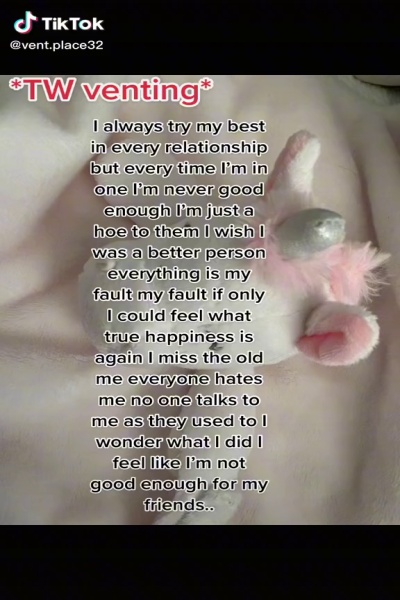 TikTok
@vent.place32
*TW venting*
I always try my best
in every relationship
but every time I'm in
one I'm never good
enough I'm just a
hoe to them I wish I
was a better person
everything is my
fault my fault if only
I could feel what
true happiness is
again I miss the old
me everyone hates
me no one talks to
me as they used to I
wonder what I did I
feel like I'm not
good enough for my
friends..